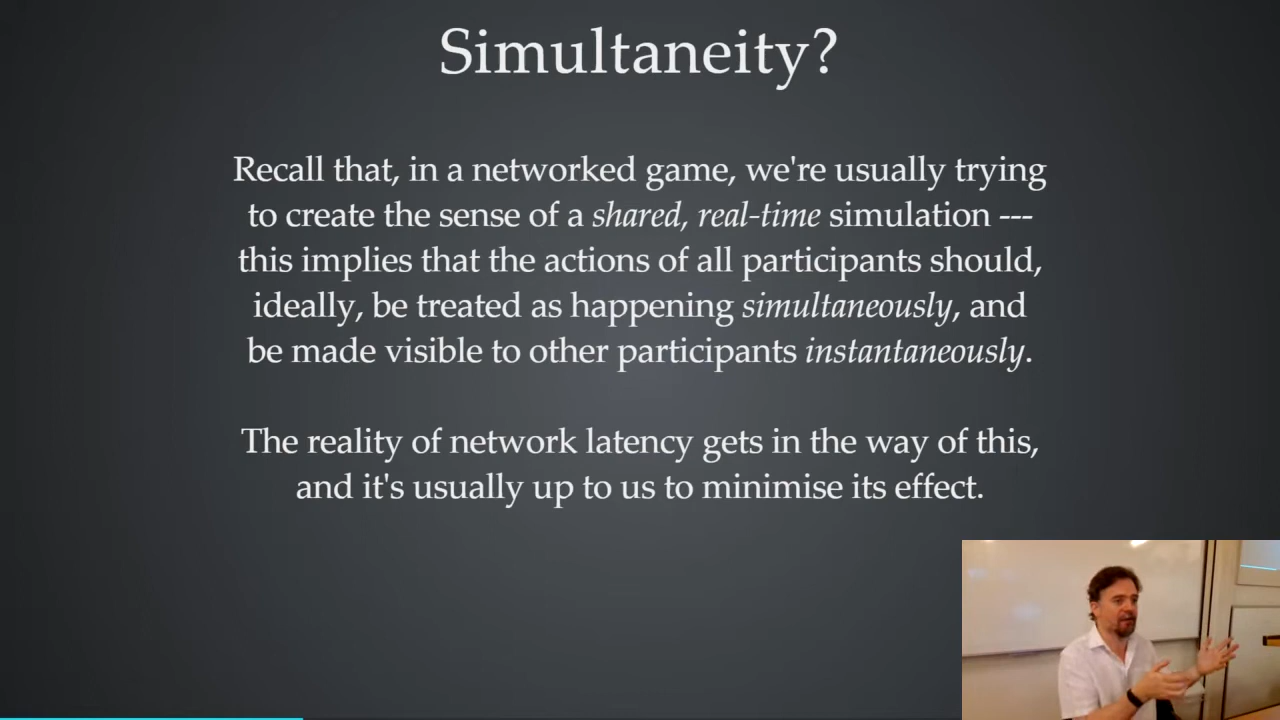 Simultaneity?
Recall that, in a networked game, we're usually trying
to create the sense of a shared, real-time simulation ---
this implies that the actions of all participants should,
ideally, be treated as happening simultaneously, and
be made visible to other participants instantaneously.
The reality of network latency gets in the way of this,
and it's usually up to us to minimise its effect.